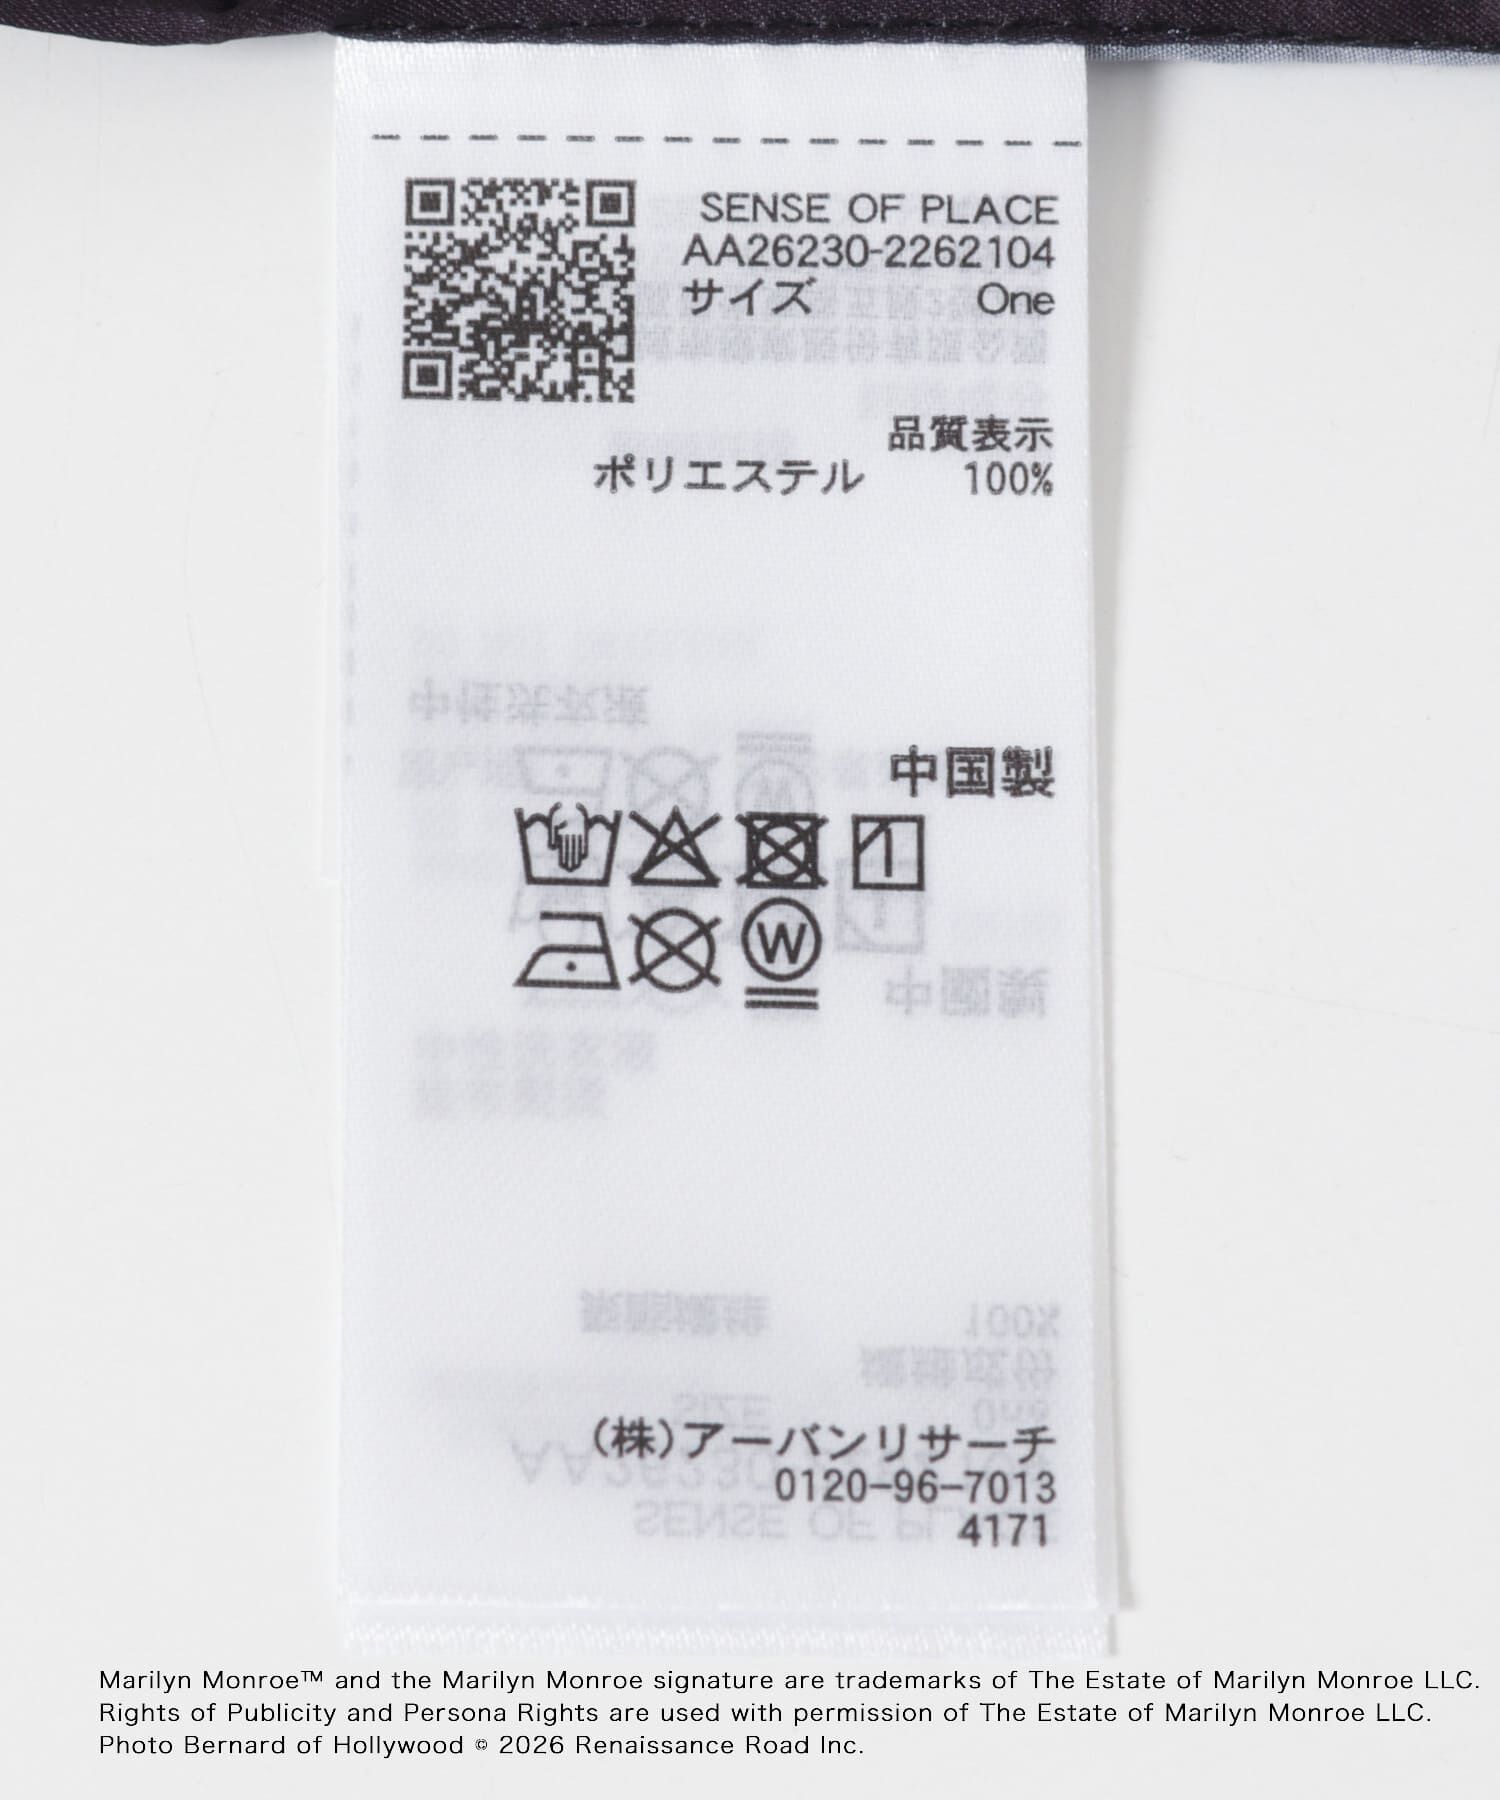 SENSE OF PLACE
AA26230-2262104
サイズ One
品質表示
ポリエステル 100%
中国製
W
(株)アーバンリサーチ
0120-96-7013
4171
Marilyn Monroe™ and the Marilyn Monroe signature are trademarks of The Estate of Marilyn Monroe LLC.
Rights of Publicity and Persona Rights are used with permission of The Estate of Marilyn Monroe LLC.
Photo Bernard of Hollywood © 2026 Renaissance Road Inc.